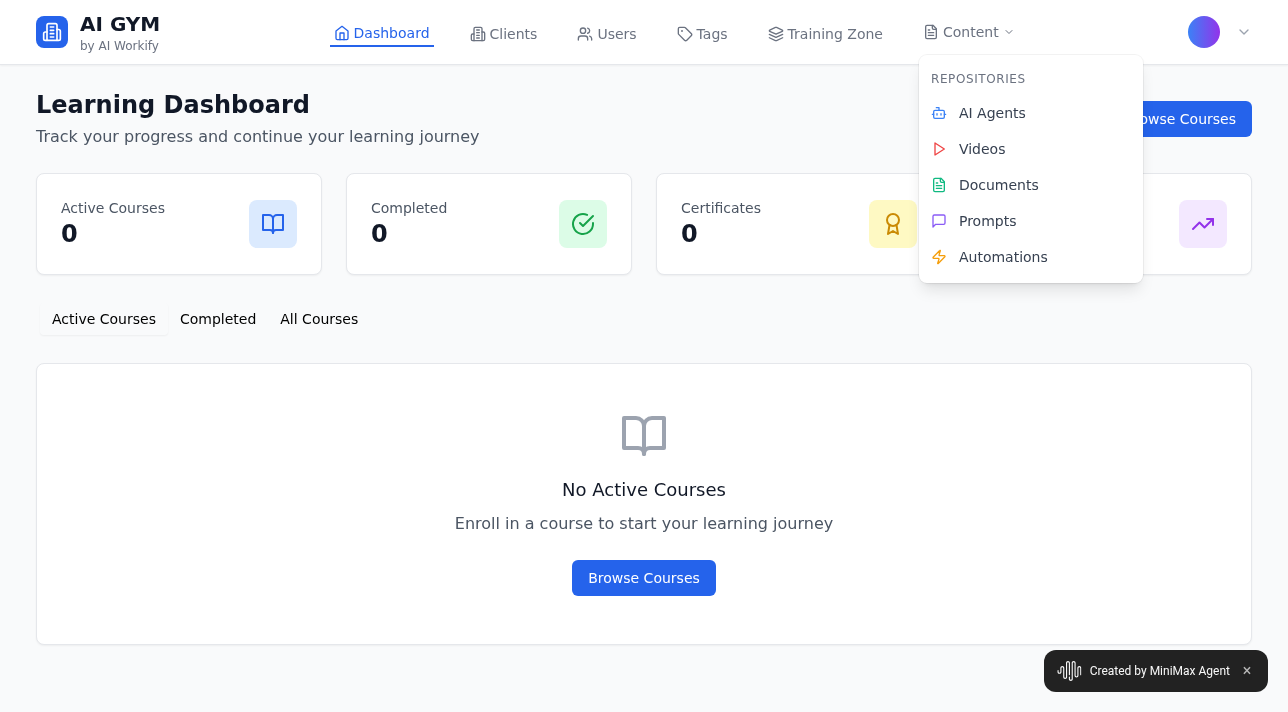 AI GYM
by AI Workify
Dashboard
Clients
Users
Tags
Training Zone
Content
REPOSITORIES
AI Agents
Videos
Documents
Prompts
Automations
Learning Dashboard
Track your progress and continue your learning journey
Courses
Active Courses
0
Completed
0
Certificates
0
Active Courses
Completed
All Courses
No Active Courses
Enroll in a course to start your learning journey
Browse Courses
Created by MiniMax Agent
×